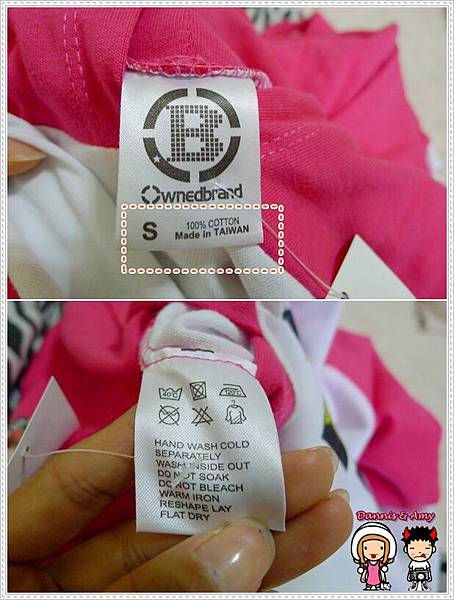 B
Ownedbrand
S
100% COTTON
Made in TAIWAN
40°C
HAND WASH COLD
SEPARATELY
WASH INSIDE OUT
DO NOT SOAK
DO NOT BLEACH
WARM IRON
RESHAPE LAY
FLAT DRY
Dannis & Amy